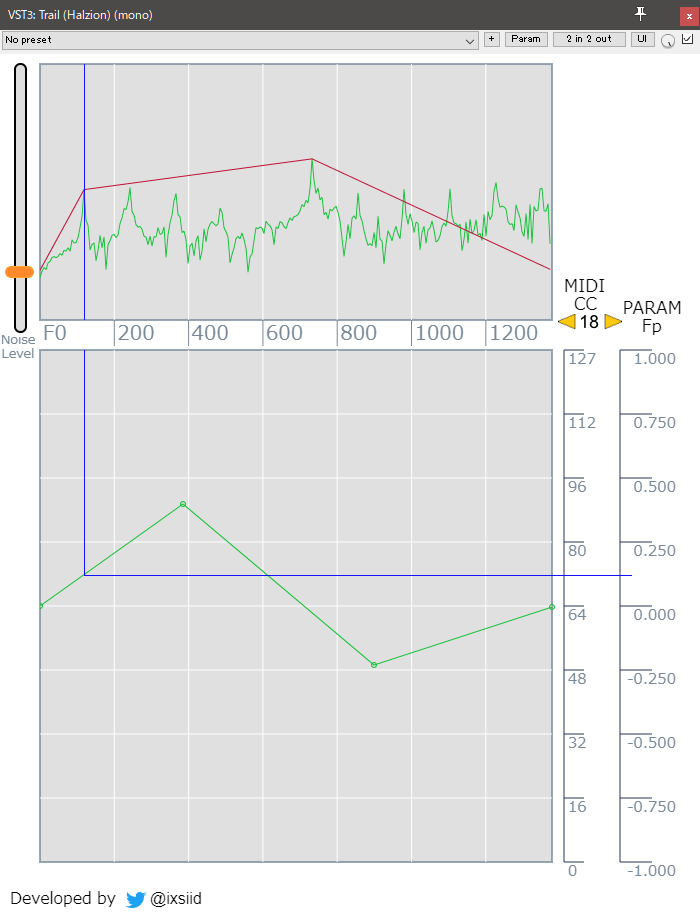 VST3: Trail (Halzion) (mono)
x
No preset
+
Param
2 in 2 out
UI
Noise
Level
F0
200
400
600
800
1000
1200
MIDI
CC
18
PARAM
Fp
127
112
96
80
64
48
32
16
0
1.000
0.750
0.500
0.250
0.000
-0.250
-0.500
-0.750
-1.000
Developed by @ixsiid